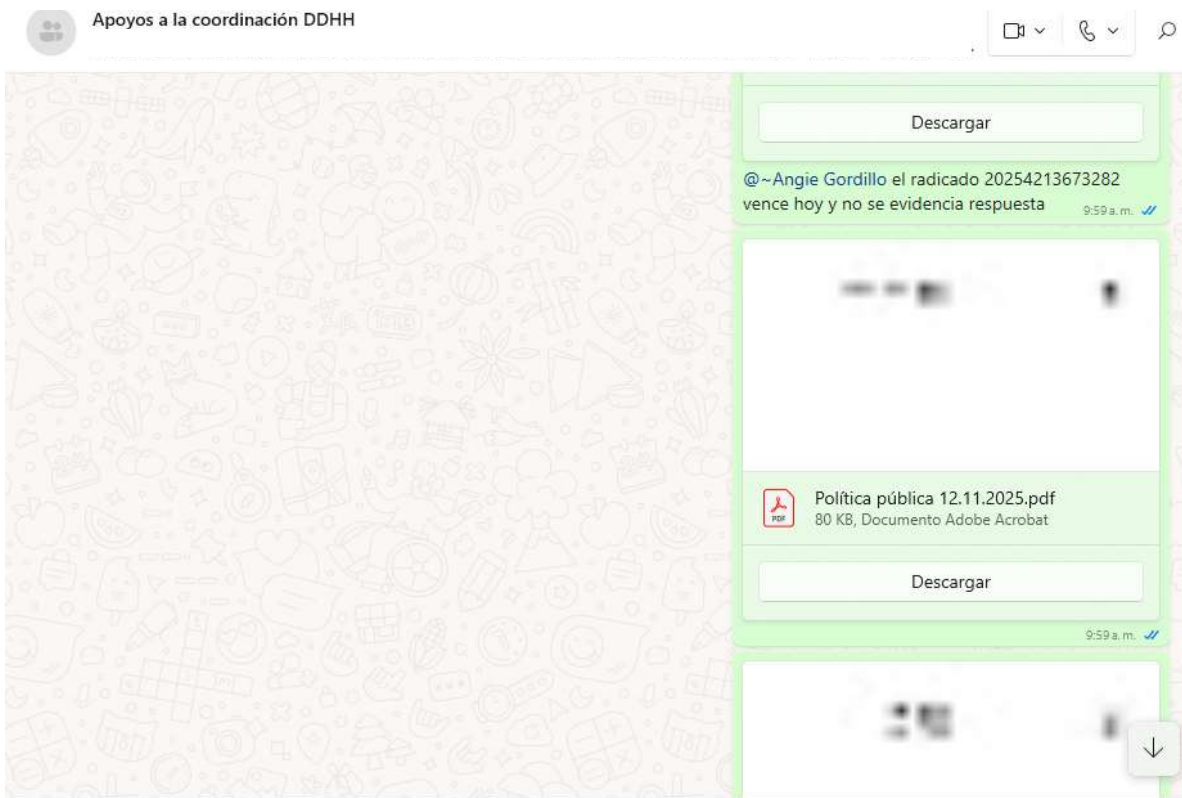 Apoyos a la coordinación DDHH
Descargar
@~Angie Gordillo el radicado 20254213673282
vence hoy y no se evidencia respuesta
9:59 a. m.
PDF
Política pública 12.11.2025.pdf
80 KB, Documento Adobe Acrobat
Descargar
9:59 a. m.